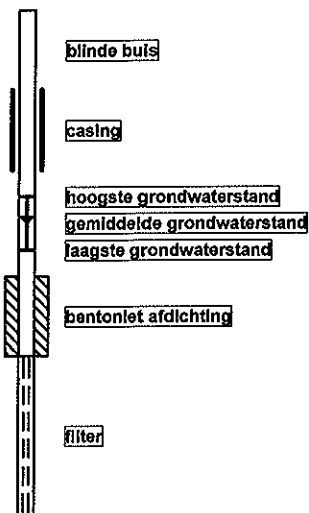 blinde buis
casing
hoogste grondwaterstand
gemiddelde grondwaterstand
laagste grondwaterstand
bentoniet afdichting
filter